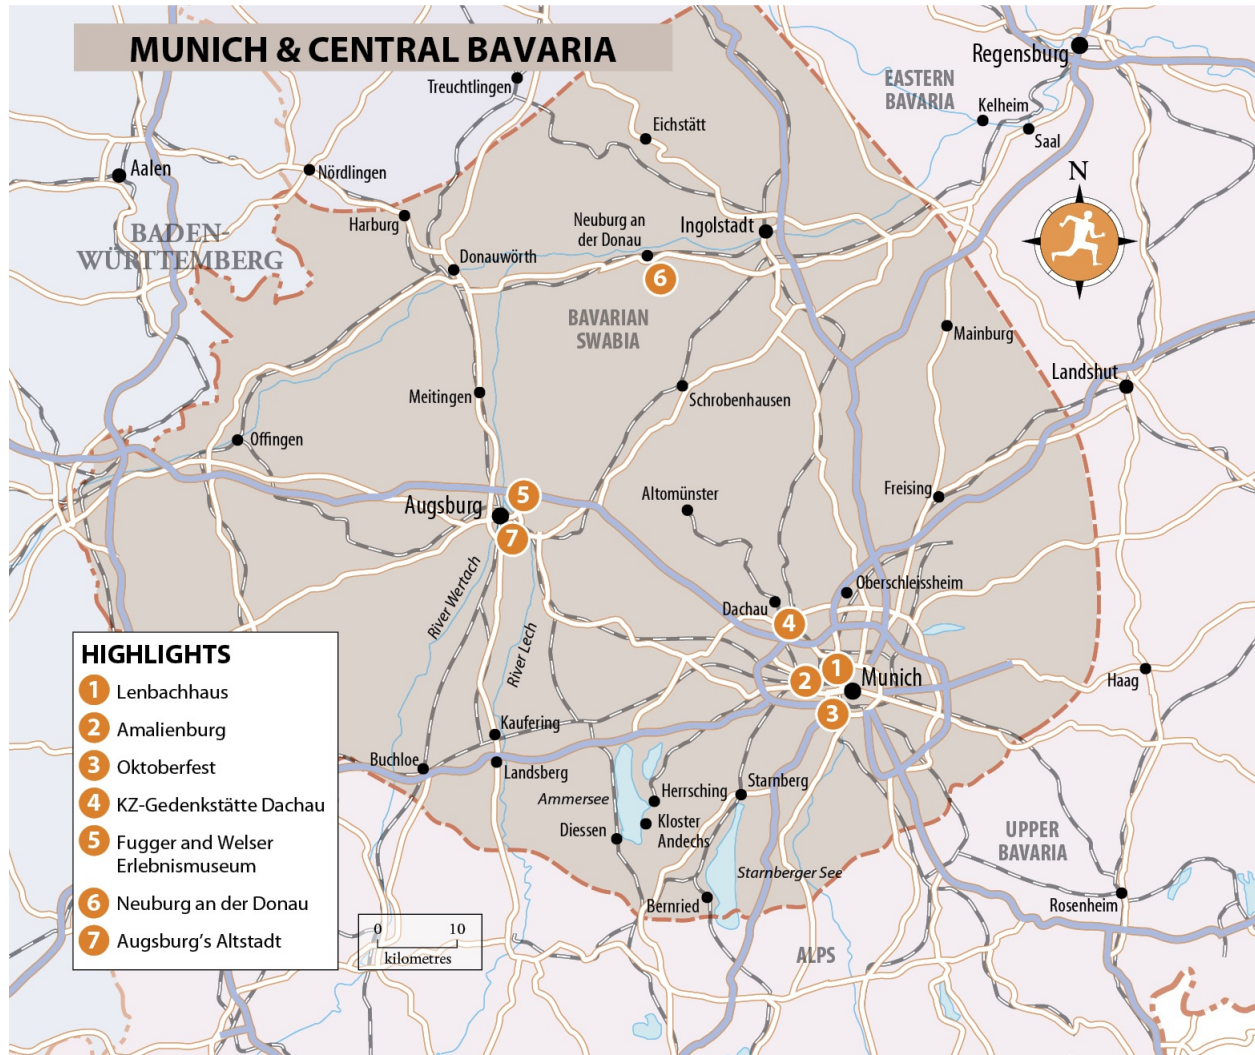 MUNICH & CENTRAL BAVARIA
Regensburg
EASTERN
BAVARIA
Treuchtlingen
Kelheim
Saal
Eichstätt
Aalen
Nördlingen
N
Harburg
Neuburg an
der Donau
Ingolstadt
BADEN-
WÜRTTEMBERG
Donauwörth
6
BAVARIAN
SWABIA
Mainburg
Landshut
Meitingen
Schrobenhausen
Offingen
Freising
Altomünster
5
Augsburg
7
Oberschleissheim
River Wertach
Dachau
4
River Lech
1
2
Munich
Haag
3
Kaufering
Buchloe
Landsberg
Ammersee
Herrsching
Starnberg
Diessen
Kloster
Andechs
UPPER
BAVARIA
Starnberger See
Bernried
Rosenheim
ALPS
HIGHLIGHTS
1 Lenbachhaus
2 Amalienburg
3 Oktoberfest
4 KZ-Gedenkstätte Dachau
5 Fugger and Welser
Erlebnismuseum
6 Neuburg an der Donau
7 Augsburg's Altstadt
0 10
kilometres